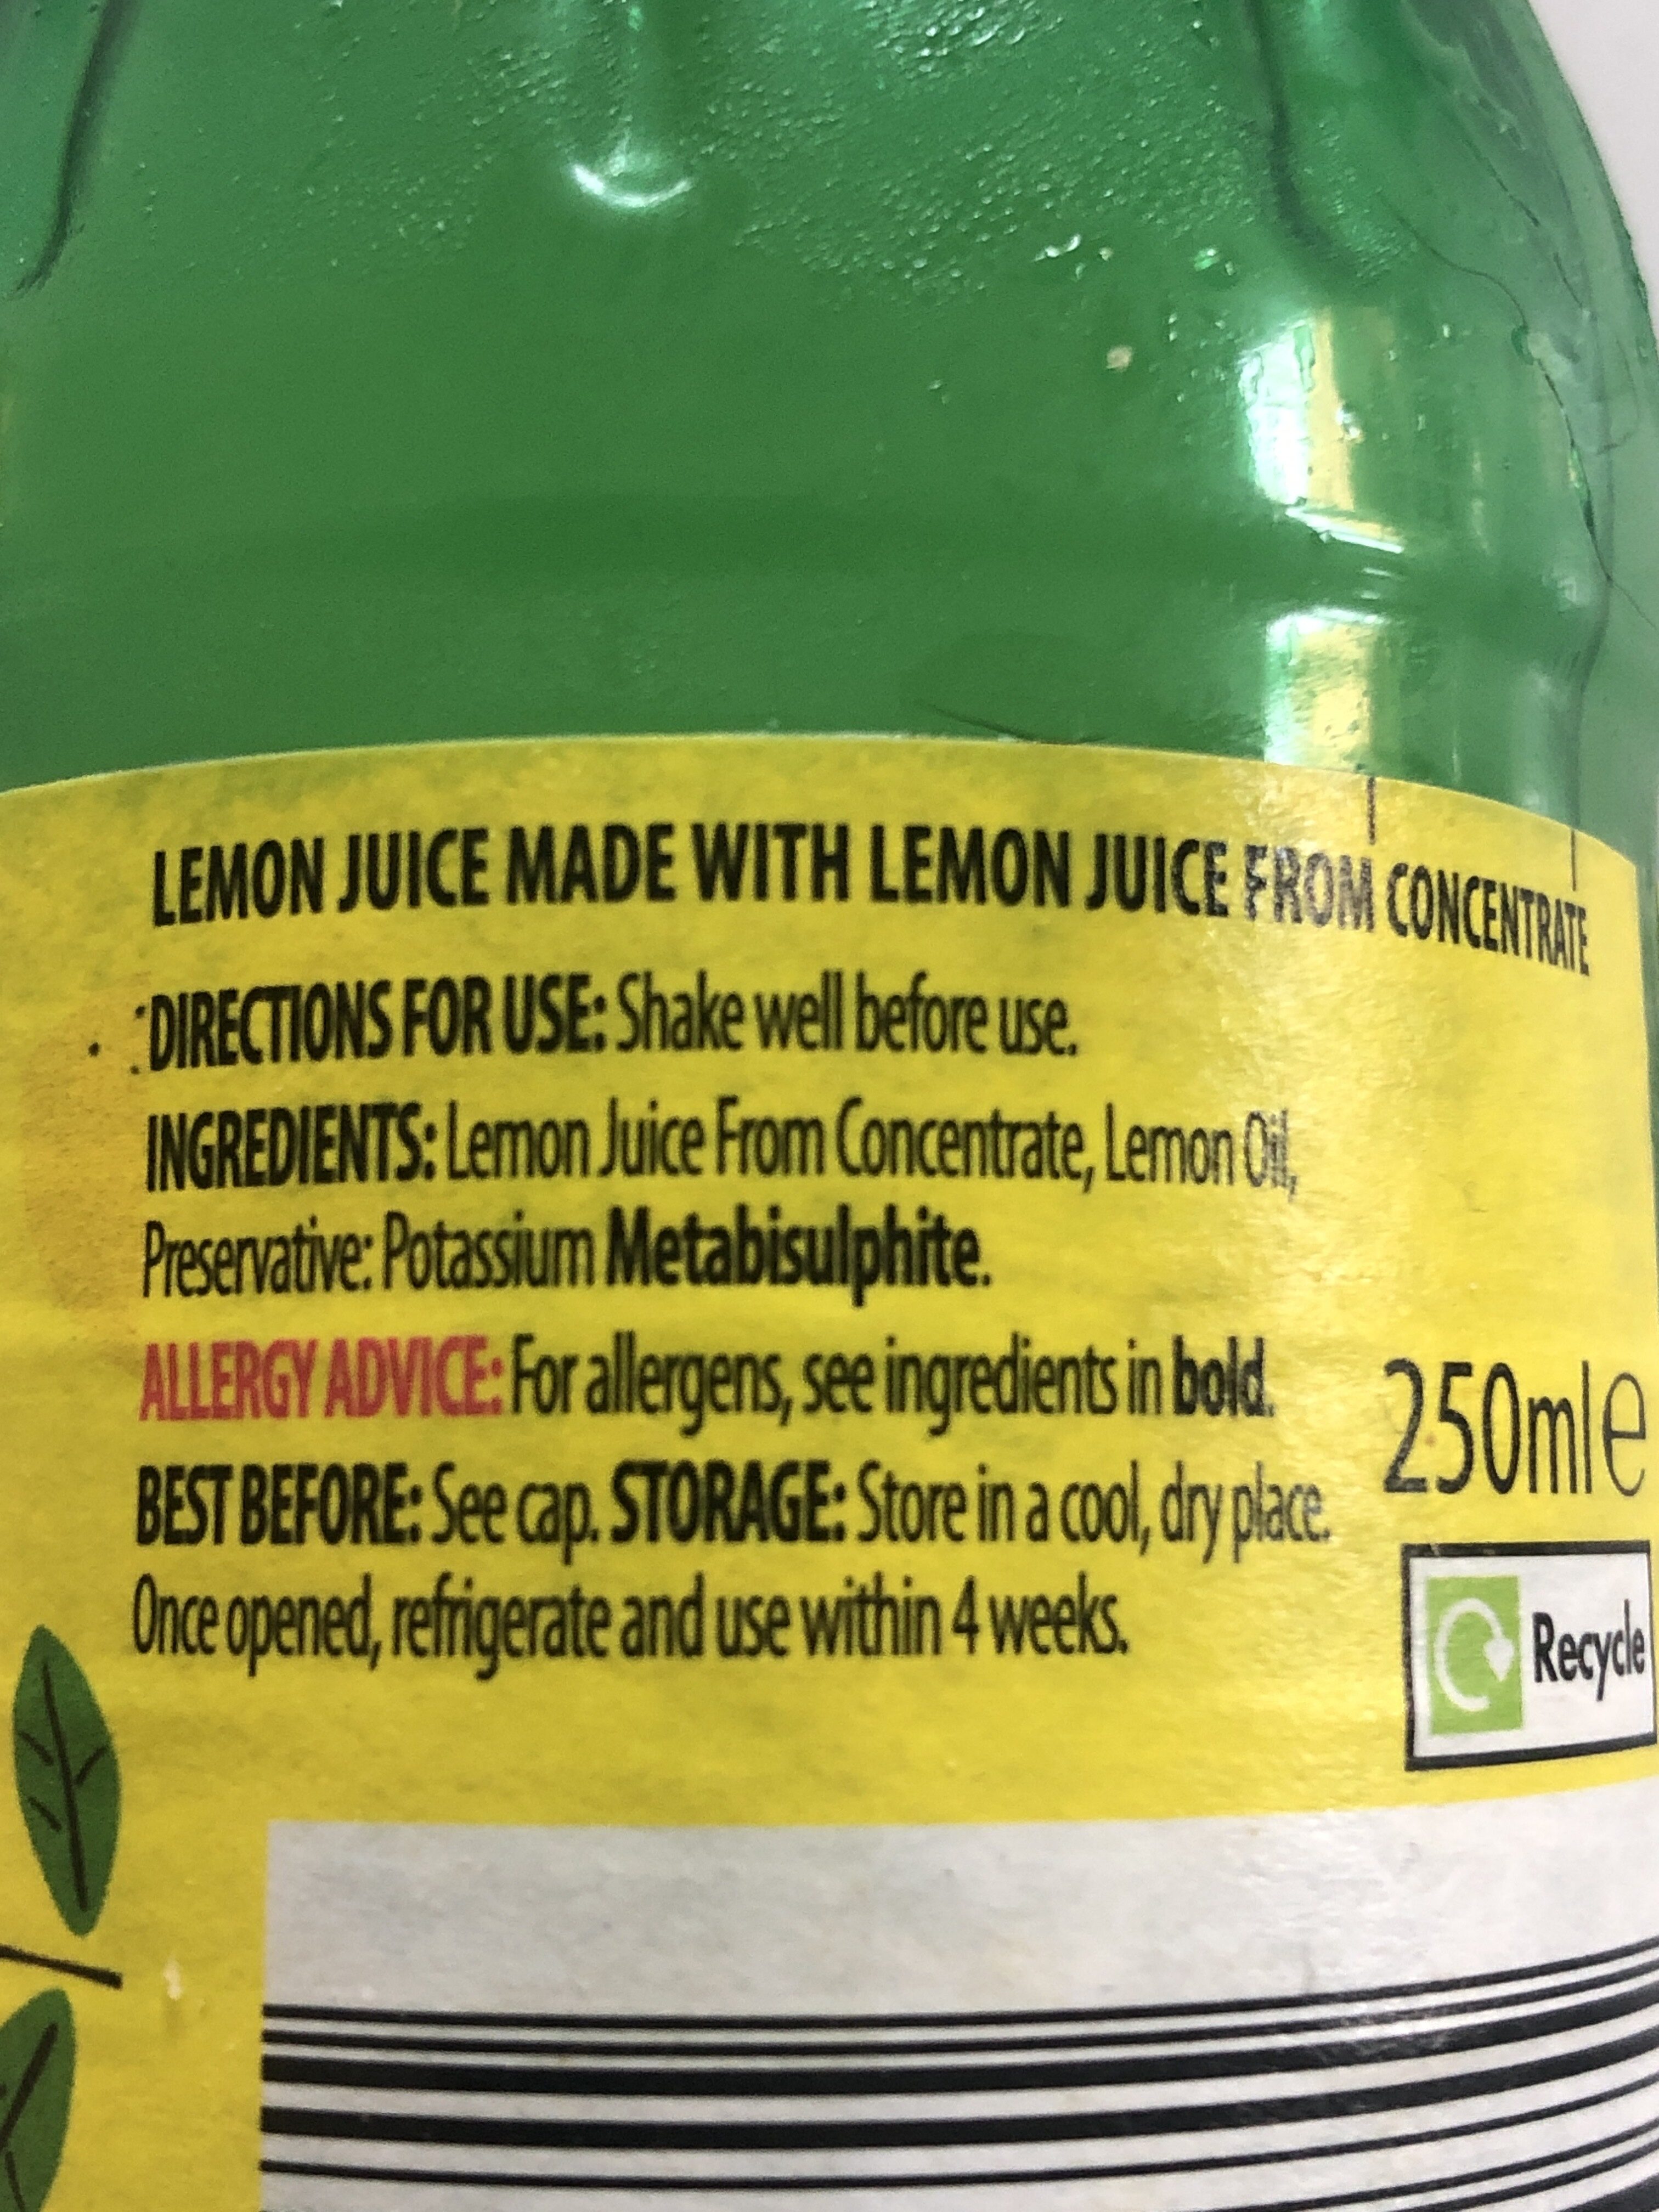 LEMON JUICE MADE WITH LEMON JUICE FROM CONCENTRATE
DIRECTIONS FOR USE: Shake well before use.
INGREDIENTS: Lemon Juice From Concentrate, Lemon Oil,
Preservative: Potassium Metabisulphite.
ALLERGY ADVICE: For allergens, see ingredients in bold.
BEST BEFORE: See cap. STORAGE: Store in a cool, dry place.
Once opened, refrigerate and use within 4 weeks.
250ml e
Recycle